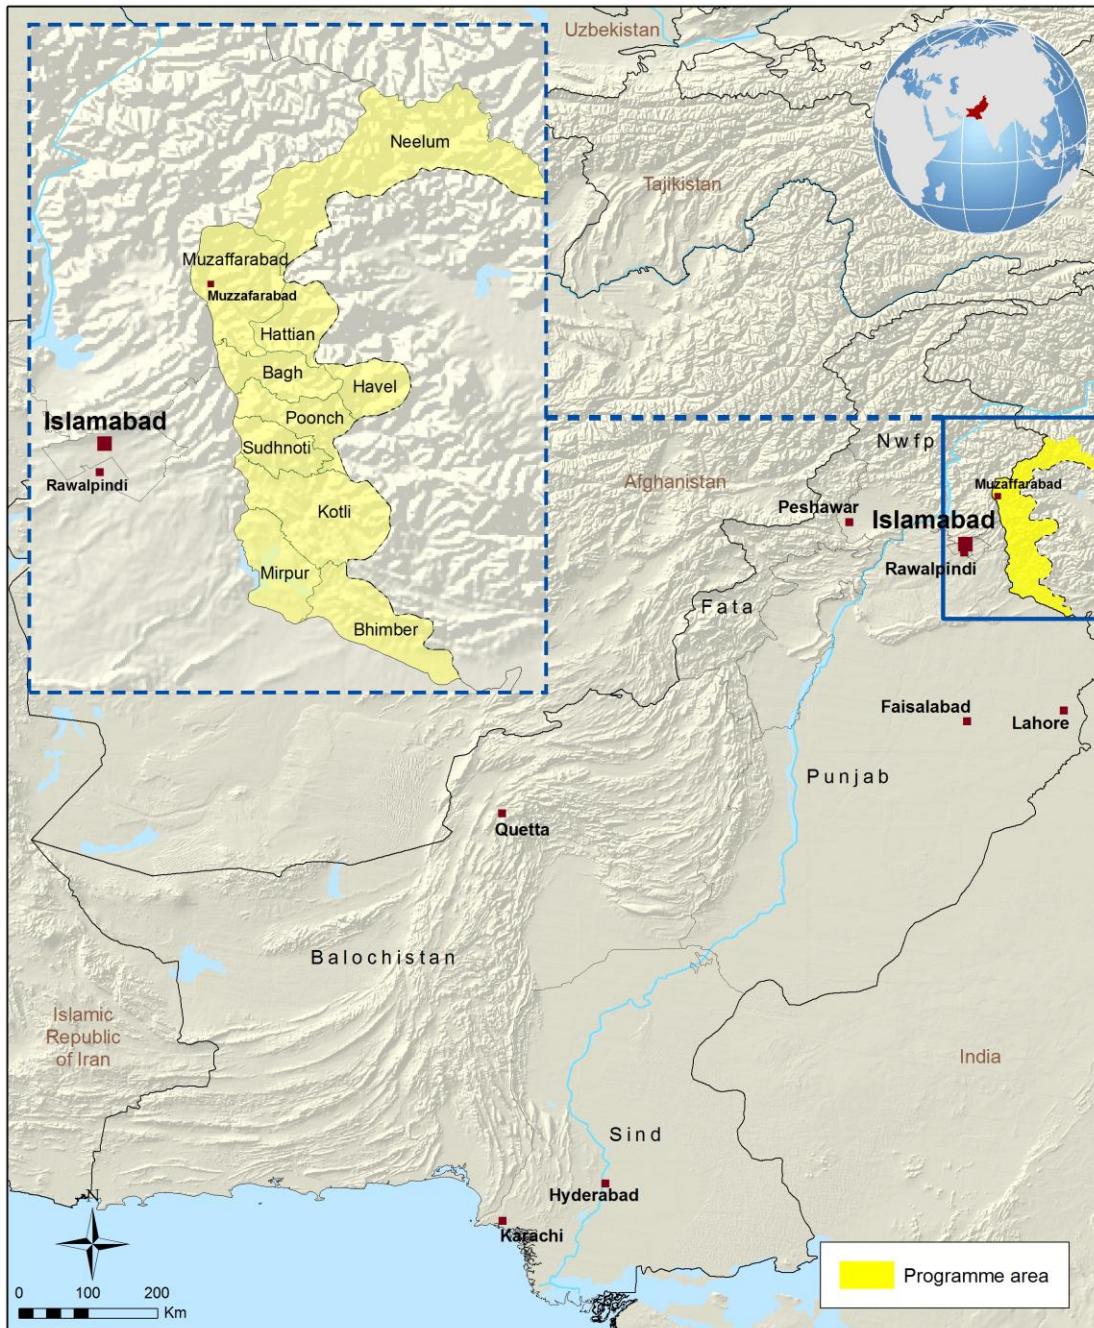 Uzbekistan
Tajikistan
Neelum
Muzaffarabad
Muzzafarabad
Hattian
Bagh
Havel
Poonch
Islamabad
Sudhnoti
Rawalpindi
Kotli
Mirpur
Bhimber
Nwfp
Afghanistan
Muzaffarabad
Peshawar
Islamabad
Rawalpindi
Fata
Faisalabad
Lahore
Punjab
Quetta
Balochistan
Islamic
Republic
of Iran
India
Sind
Hyderabad
Karachi
N
0 100 200
Km
Programme area